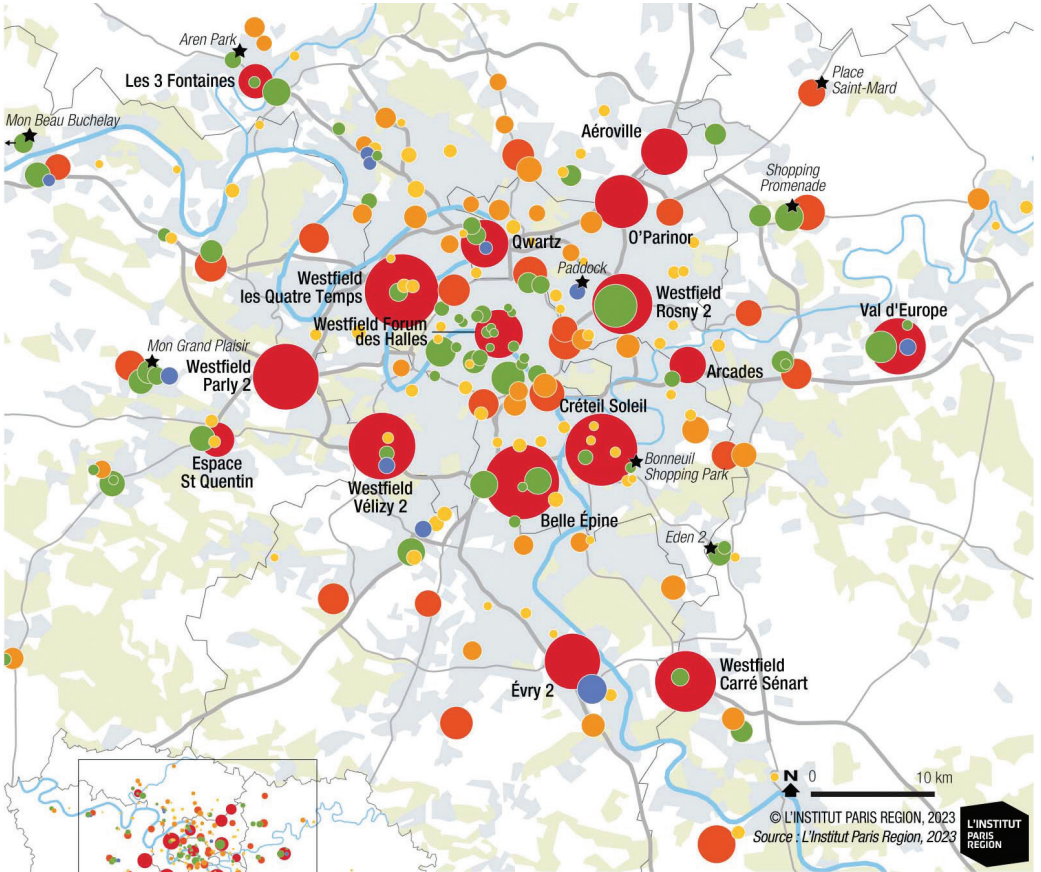 Aren Park
Les 3 Fontaines
Mon Beau Buchelay
Place
Saint-Mard
Aéroville
Shopping
Promenade
O'Parinor
Qwartz
Westfield
les Quatre Temps
Paddock
Westfield
Rosny 2
Val d'Europe
Westfield Forum
des Halles
Mon Grand Plaisir
Westfield
Parly 2
Arcades
Créteil Soleil
Espace
St Quentin
Westfield
Vélizy 2
Bonneuil
Shopping Park
Belle Épine
Eden 2
Évry 2
Westfield
Carré Sénart
N
0 10 km
© L'INSTITUT PARIS REGION, 2023
Source : L'Institut Paris Region, 2023
L'INSTITUT
PARIS
REGION